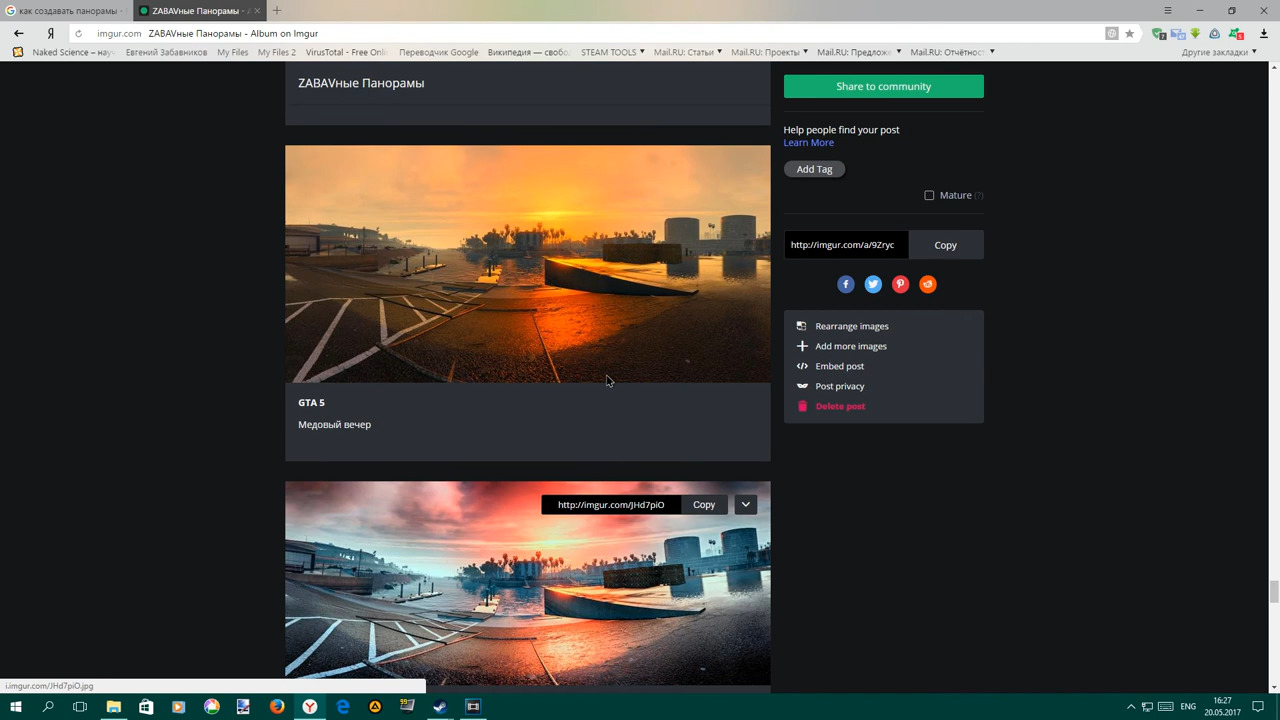 как создавать панорамы -
ZABAVные Панорамы - A
imgur.com ZABAVные Панорамы - Album on Imgur
Naked Science – нау
Евгений Забавников
My Files
My Files 2
VirusTotal - Free Onli
Переводчик Google
Википедия — свобо
STEAM TOOLS
Mail.RU: Статьи
Mail.RU: Проекты
Mail.RU: Предложе
Mail.RU: Отчётност
Другие закладки
ZABAVные Панорамы
Share to community
Help people find your post
Learn More
Add Tag
Mature (?)
http://imgur.com/a/9Zryc Copy
GTA 5
Медовый вечер
Rearrange images
Add more images
Embed post
Post privacy
Delete post
http://imgur.com/JHd7piO Copy
i.imgur.com/JHd7piO.jpg
ENG
16:27
20.05.2017